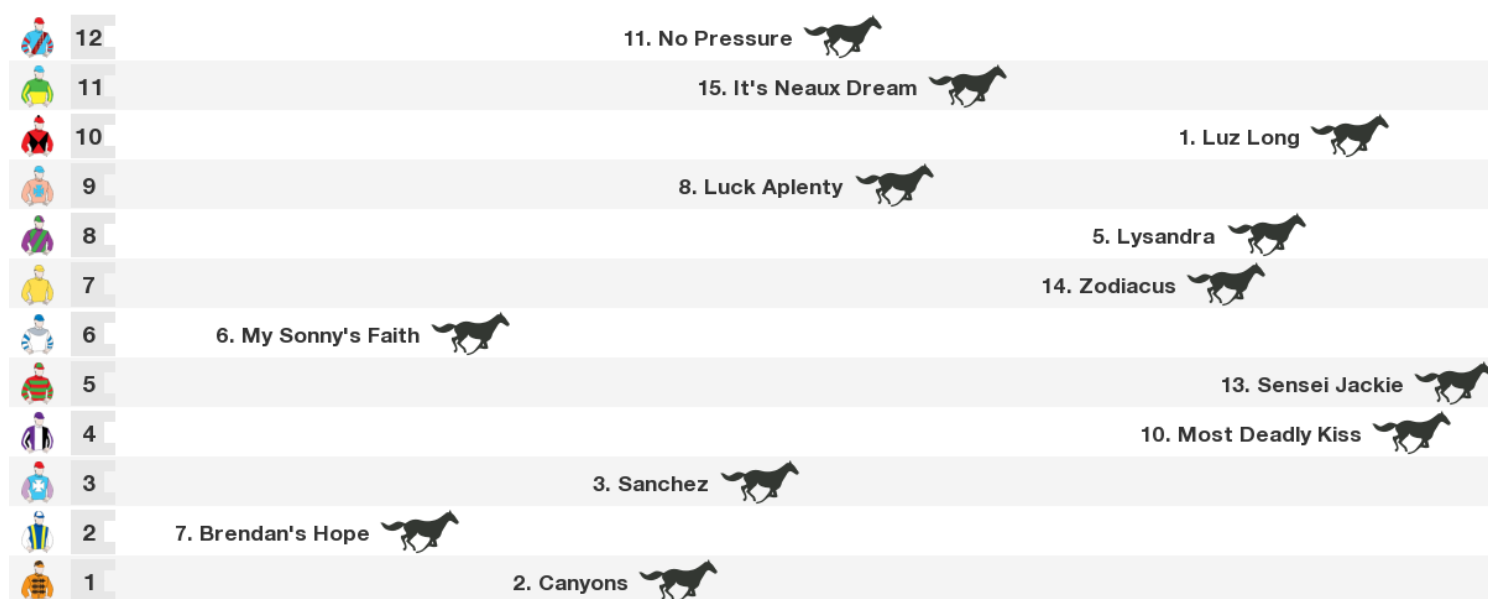 12 11. No Pressure
11 15. It's Neaux Dream
10 1. Luz Long
9 8. Luck Aplenty
8 5. Lysandra
7 14. Zodiacus
6 6. My Sonny's Faith
5 13. Sensei Jackie
4 10. Most Deadly Kiss
3 3. Sanchez
2 7. Brendan's Hope
1 2. Canyons